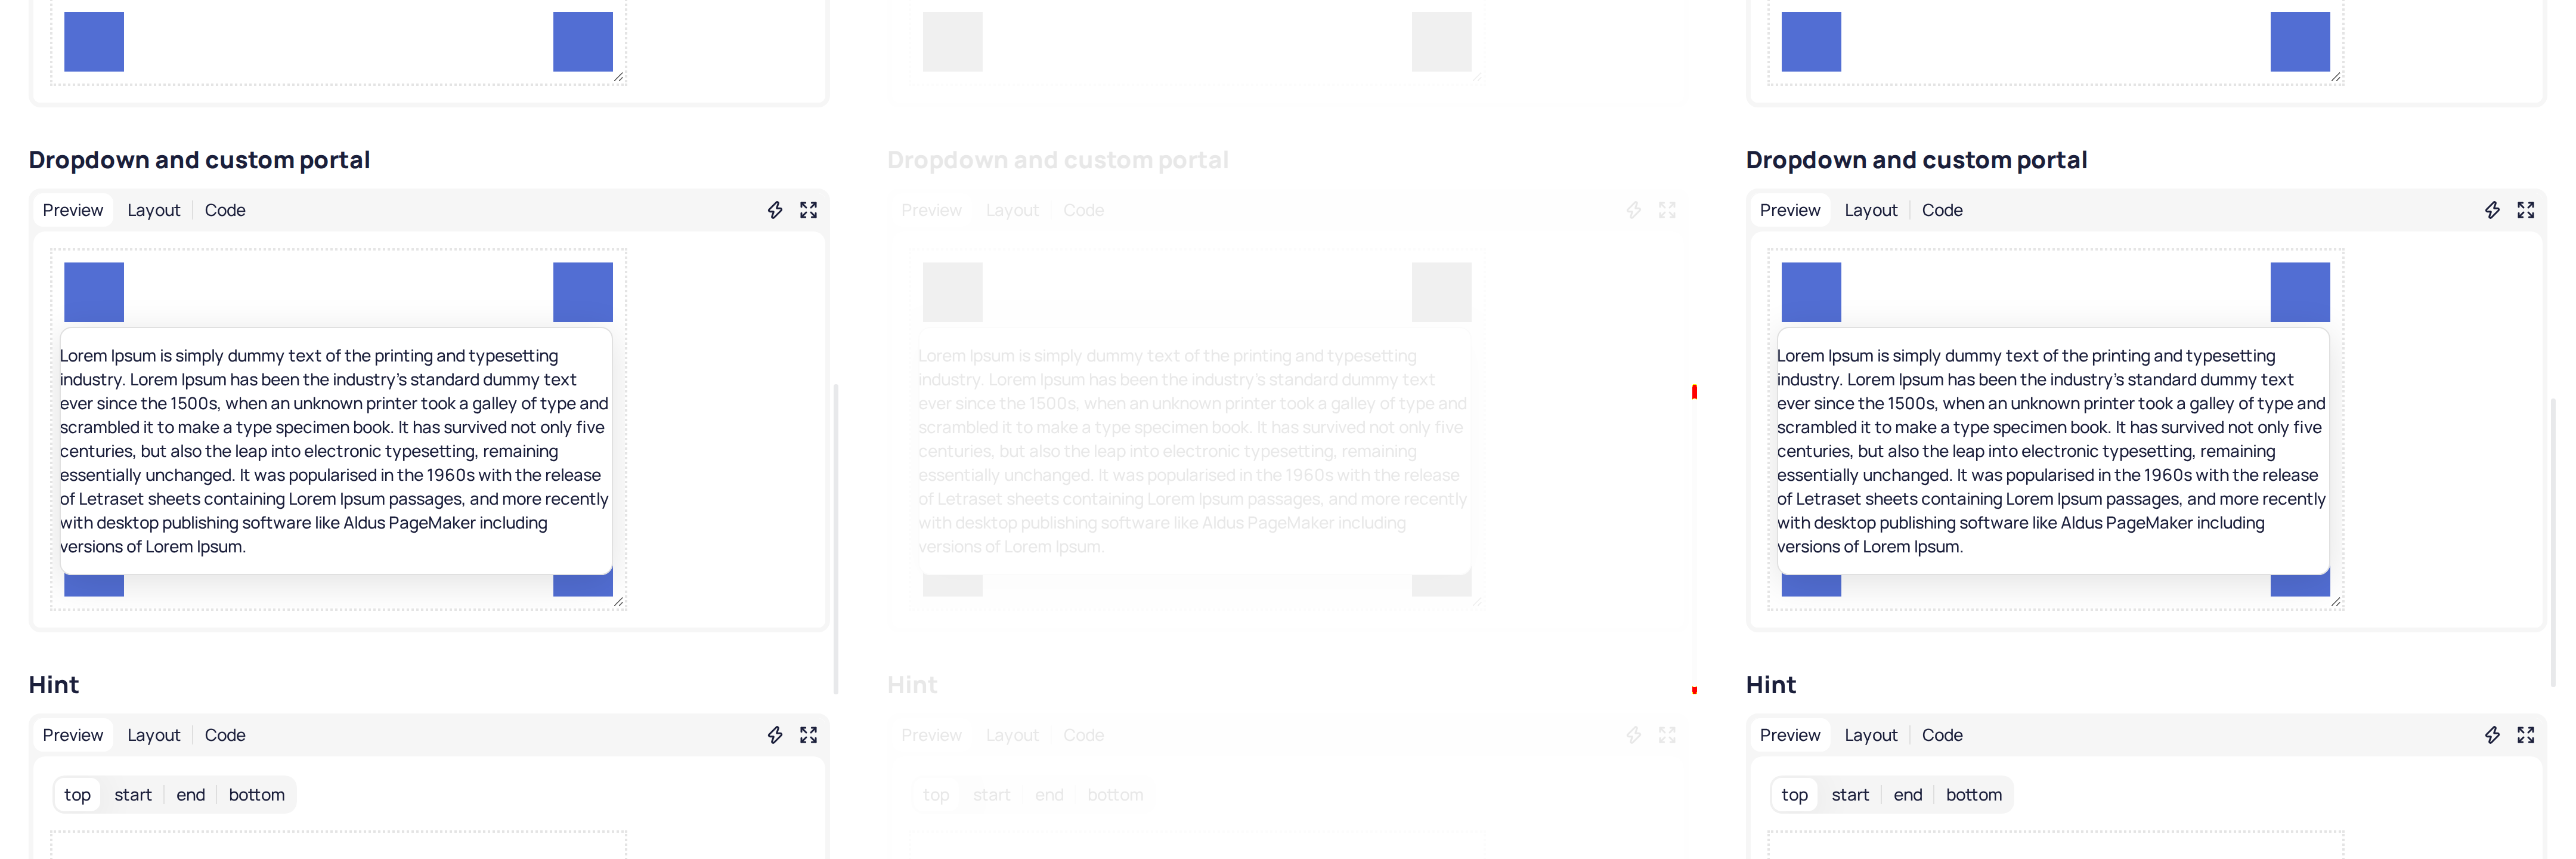 Dropdown and custom portal
Preview Layout Code
Lorem Ipsum is simply dummy text of the printing and typesetting
industry. Lorem Ipsum has been the industry's standard dummy text
ever since the 1500s, when an unknown printer took a galley of type and
scrambled it to make a type specimen book. It has survived not only five
centuries, but also the leap into electronic typesetting, remaining
essentially unchanged. It was popularised in the 1960s with the release
of Letraset sheets containing Lorem Ipsum passages, and more recently
with desktop publishing software like Aldus PageMaker including
versions of Lorem Ipsum.
Hint
Preview Layout Code
top start end bottom
Dropdown and custom portal
Preview Layout Code
Lorem Ipsum is simply dummy text of the printing and typesetting
industry. Lorem Ipsum has been the industry's standard dummy text
ever since the 1500s, when an unknown printer took a galley of type and
scrambled it to make a type specimen book. It has survived not only five
centuries, but also the leap into electronic typesetting, remaining
essentially unchanged. It was popularised in the 1960s with the release
of Letraset sheets containing Lorem Ipsum passages, and more recently
with desktop publishing software like Aldus PageMaker including
versions of Lorem Ipsum.
Hint
Preview Layout Code
top start end bottom
Dropdown and custom portal
Preview Layout Code
Lorem Ipsum is simply dummy text of the printing and typesetting
industry. Lorem Ipsum has been the industry's standard dummy text
ever since the 1500s, when an unknown printer took a galley of type and
scrambled it to make a type specimen book. It has survived not only five
centuries, but also the leap into electronic typesetting, remaining
essentially unchanged. It was popularised in the 1960s with the release
of Letraset sheets containing Lorem Ipsum passages, and more recently
with desktop publishing software like Aldus PageMaker including
versions of Lorem Ipsum.
Hint
Preview Layout Code
top start end bottom